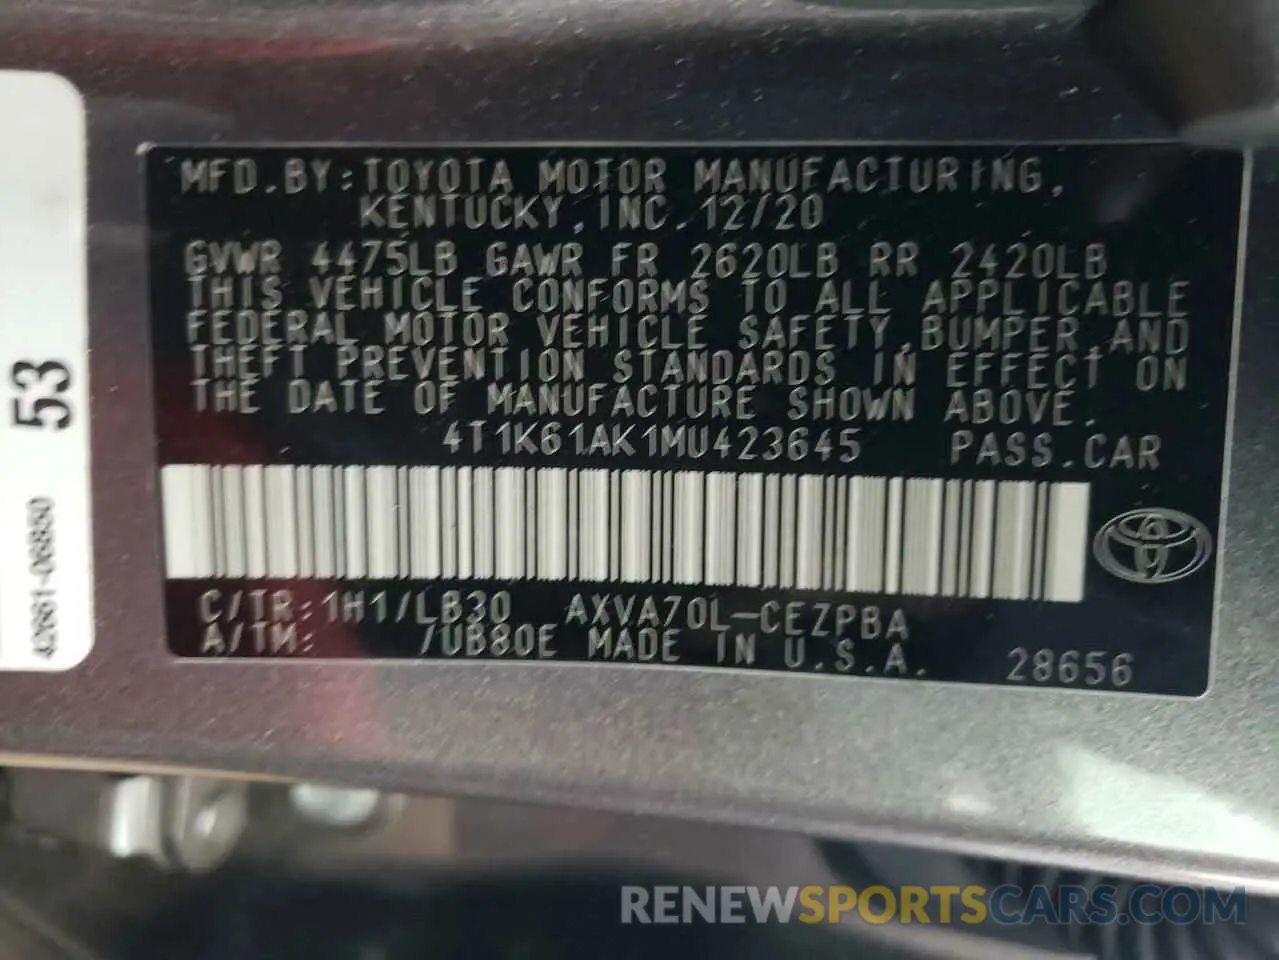 MFD.BY:TOYOTA MOTOR MANUFACTURING,
KENTUCKY,INC.12/20
GVWR 4475LB GAWR FR 2620LB RR 2420LB
THIS VEHICLE CONFORMS TO ALL APPLICABLE
FEDERAL MOTOR VEHICLE SAFETY,BUMPER,AND
THEFT PREVENTION STANDARDS IN EFFECT ON
THE DATE OF MANUFACTURE SHOWN ABOVE.
4T1K61AK1MU423645 PASS.CAR
C/TR:1H1/LB30 AXVA70L-CEZPBA
A/TM: /UB80E MADE IN U.S.A.
28656
53
42661-06B50
RENEWSPORTSCARS.COM